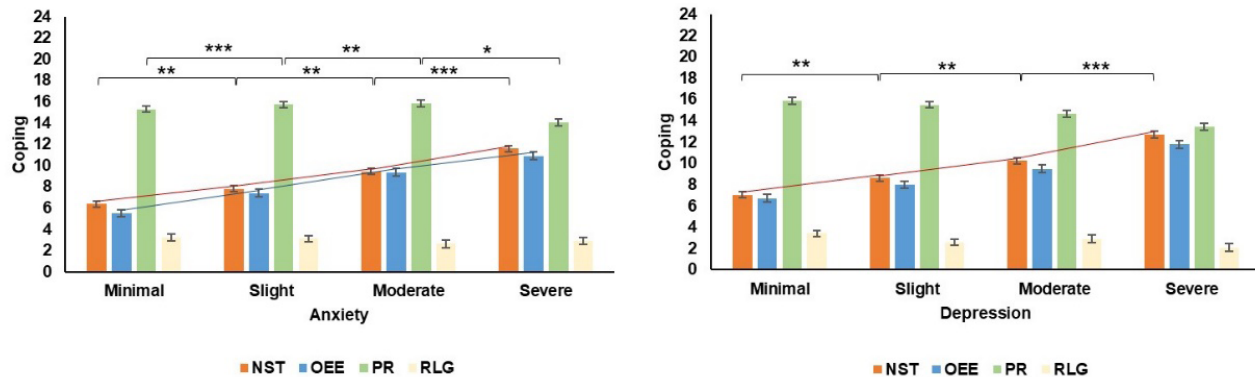 24
22
20
18
16
14
12
10
8
6
4
2
0
Coping
*** ** *
** ** ***
Minimal Slight Moderate Severe
Anxiety
NST OEE PR RLG
24
22
20
18
16
14
12
10
8
6
4
2
0
Coping
** ** ***
Minimal Slight Moderate Severe
Depression
NST OEE PR RLG